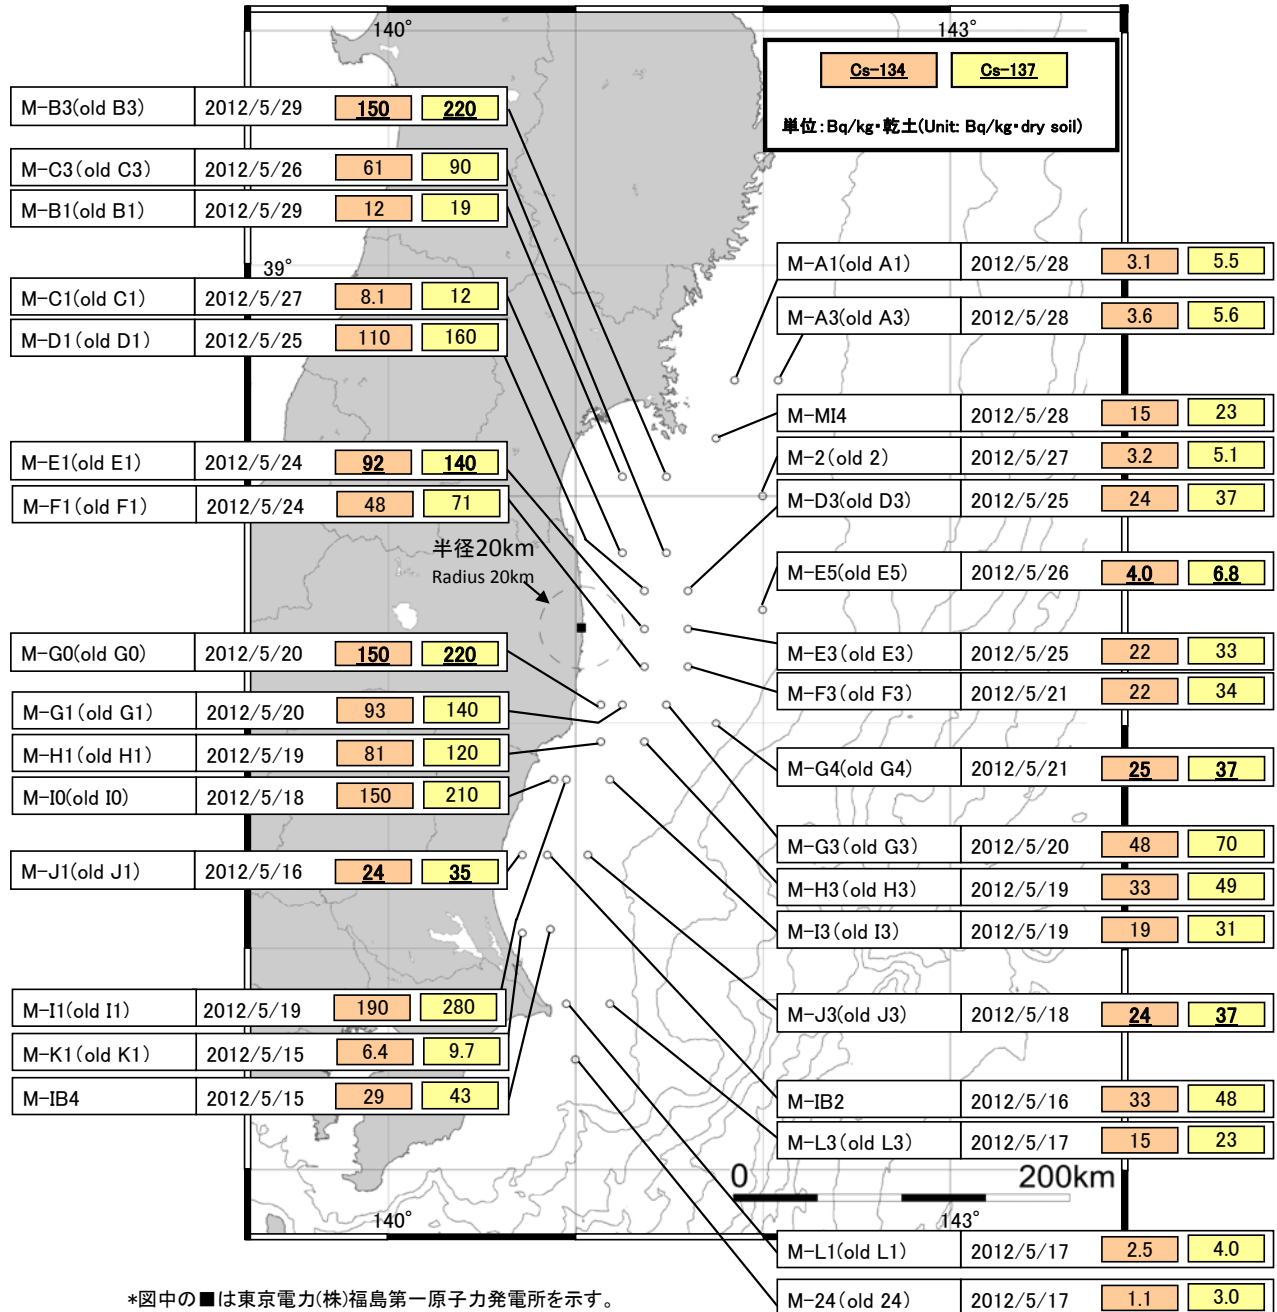 140°
143°
Cs-134 Cs-137
単位:Bq/kg・乾土(Unit: Bq/kg・dry soil)
M-B3(old B3) 2012/5/29 150 220
M-C3(old C3) 2012/5/26 61 90
M-B1(old B1) 2012/5/29 12 19
39°
M-C1(old C1) 2012/5/27 8.1 12
M-D1(old D1) 2012/5/25 110 160
M-E1(old E1) 2012/5/24 92 140
M-F1(old F1) 2012/5/24 48 71
半径20km
Radius 20km
M-G0(old G0) 2012/5/20 150 220
M-G1(old G1) 2012/5/20 93 140
M-H1(old H1) 2012/5/19 81 120
M-I0(old I0) 2012/5/18 150 210
M-J1(old J1) 2012/5/16 24 35
M-I1(old I1) 2012/5/19 190 280
M-K1(old K1) 2012/5/15 6.4 9.7
M-IB4 2012/5/15 29 43
M-A1(old A1) 2012/5/28 3.1 5.5
M-A3(old A3) 2012/5/28 3.6 5.6
M-MI4 2012/5/28 15 23
M-2(old 2) 2012/5/27 3.2 5.1
M-D3(old D3) 2012/5/25 24 37
M-E5(old E5) 2012/5/26 4.0 6.8
M-E3(old E3) 2012/5/25 22 33
M-F3(old F3) 2012/5/21 22 34
M-G4(old G4) 2012/5/21 25 37
M-G3(old G3) 2012/5/20 48 70
M-H3(old H3) 2012/5/19 33 49
M-I3(old I3) 2012/5/19 19 31
M-J3(old J3) 2012/5/18 24 37
M-IB2 2012/5/16 33 48
M-L3(old L3) 2012/5/17 15 23
0 200km
140°
143°
M-L1(old L1) 2012/5/17 2.5 4.0
M-24(old 24) 2012/5/17 1.1 3.0
*図中の■は東京電力(株)福島第一原子力発電所を示す。